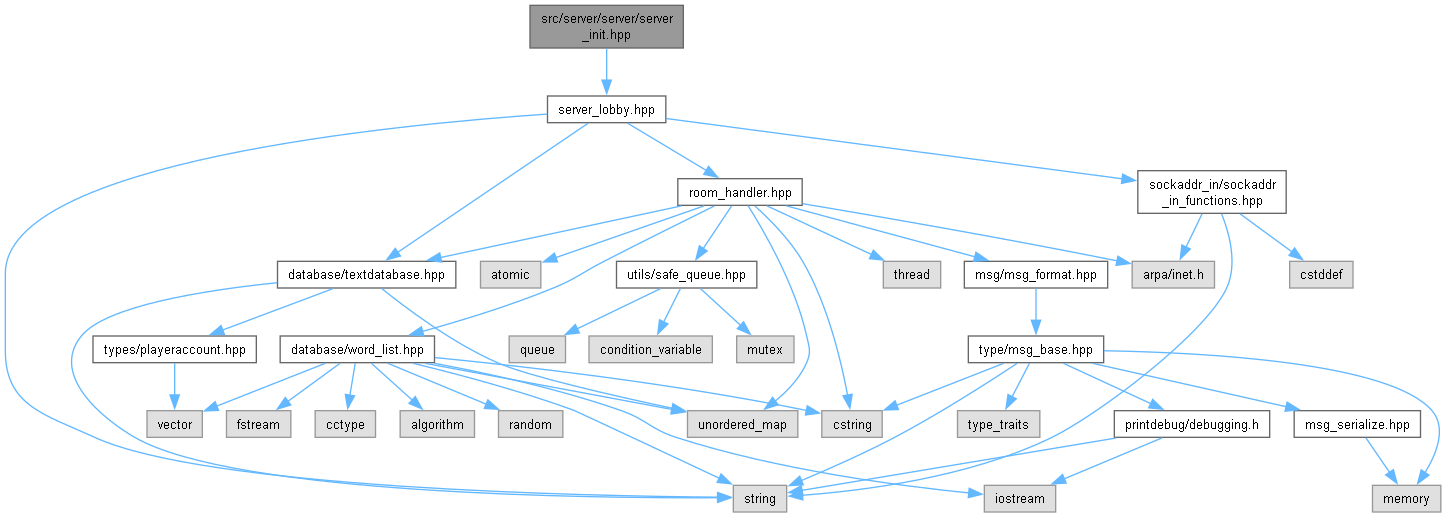 src/server/server/server
_init.hpp
server_lobby.hpp
room_handler.hpp
sockaddr_in/sockaddr
_in_functions.hpp
database/textdatabase.hpp
atomic
utils/safe_queue.hpp
thread
msg/msg_format.hpp
arpa/inet.h
cstddef
types/playeraccount.hpp
database/word_list.hpp
queue
condition_variable
mutex
type/msg_base.hpp
vector
fstream
cctype
algorithm
random
unordered_map
cstring
type_traits
printdebug/debugging.h
msg_serialize.hpp
string
iostream
memory